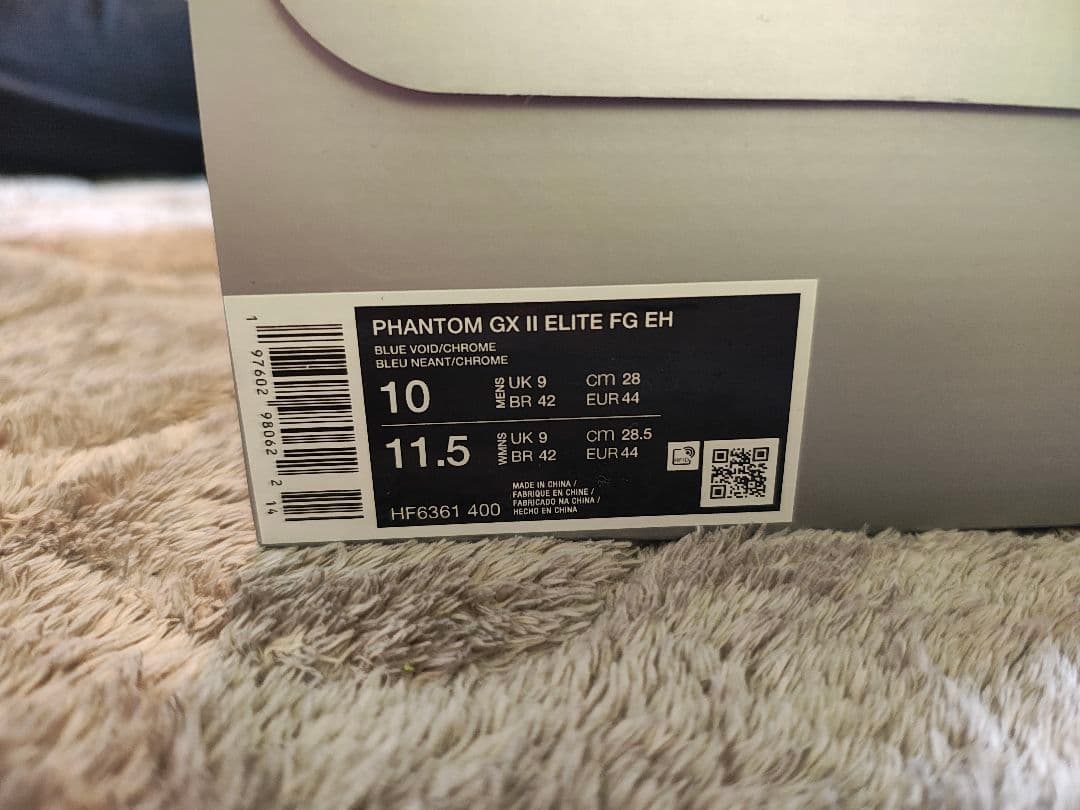 PHANTOM GX II ELITE FG EH
BLUE VOID/CHROME
BLEU NEANT/CHROME
10 MENS UK 9 cm 28
BR 42 EUR 44
11.5 WMNS UK 9 cm 28.5
BR 42 EUR 44
MADE IN CHINA /
FABRIQUE EN CHINE /
FABRICADO NA CHINA /
HECHO EN CHINA
HF6361 400
1 97602 98062 2 14